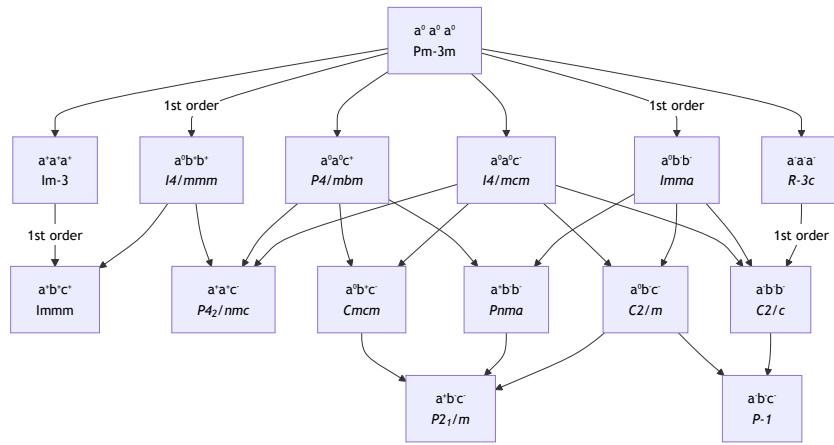 a⁰ a⁰ a⁰
Pm-3m
1st order
1st order
a⁺a⁺a⁺
Im-3
a⁰b⁺b⁺
I4/mmm
a⁰a⁰c⁺
P4/mbm
a⁰a⁰c⁻
I4/mcm
a⁰b⁻b⁻
Imma
a⁻a⁻a⁻
R-3c
1st order
1st order
a⁺b⁺c⁺
Immm
a⁺a⁺c⁻
P4₂/nmc
a⁰b⁺c⁻
Cmcm
a⁺b⁻b⁻
Pnma
a⁰b⁻c⁻
C2/m
a⁻b⁻b⁻
C2/c
a⁺b⁻c⁻
P2₁/m
a⁻b⁻c⁻
P-1